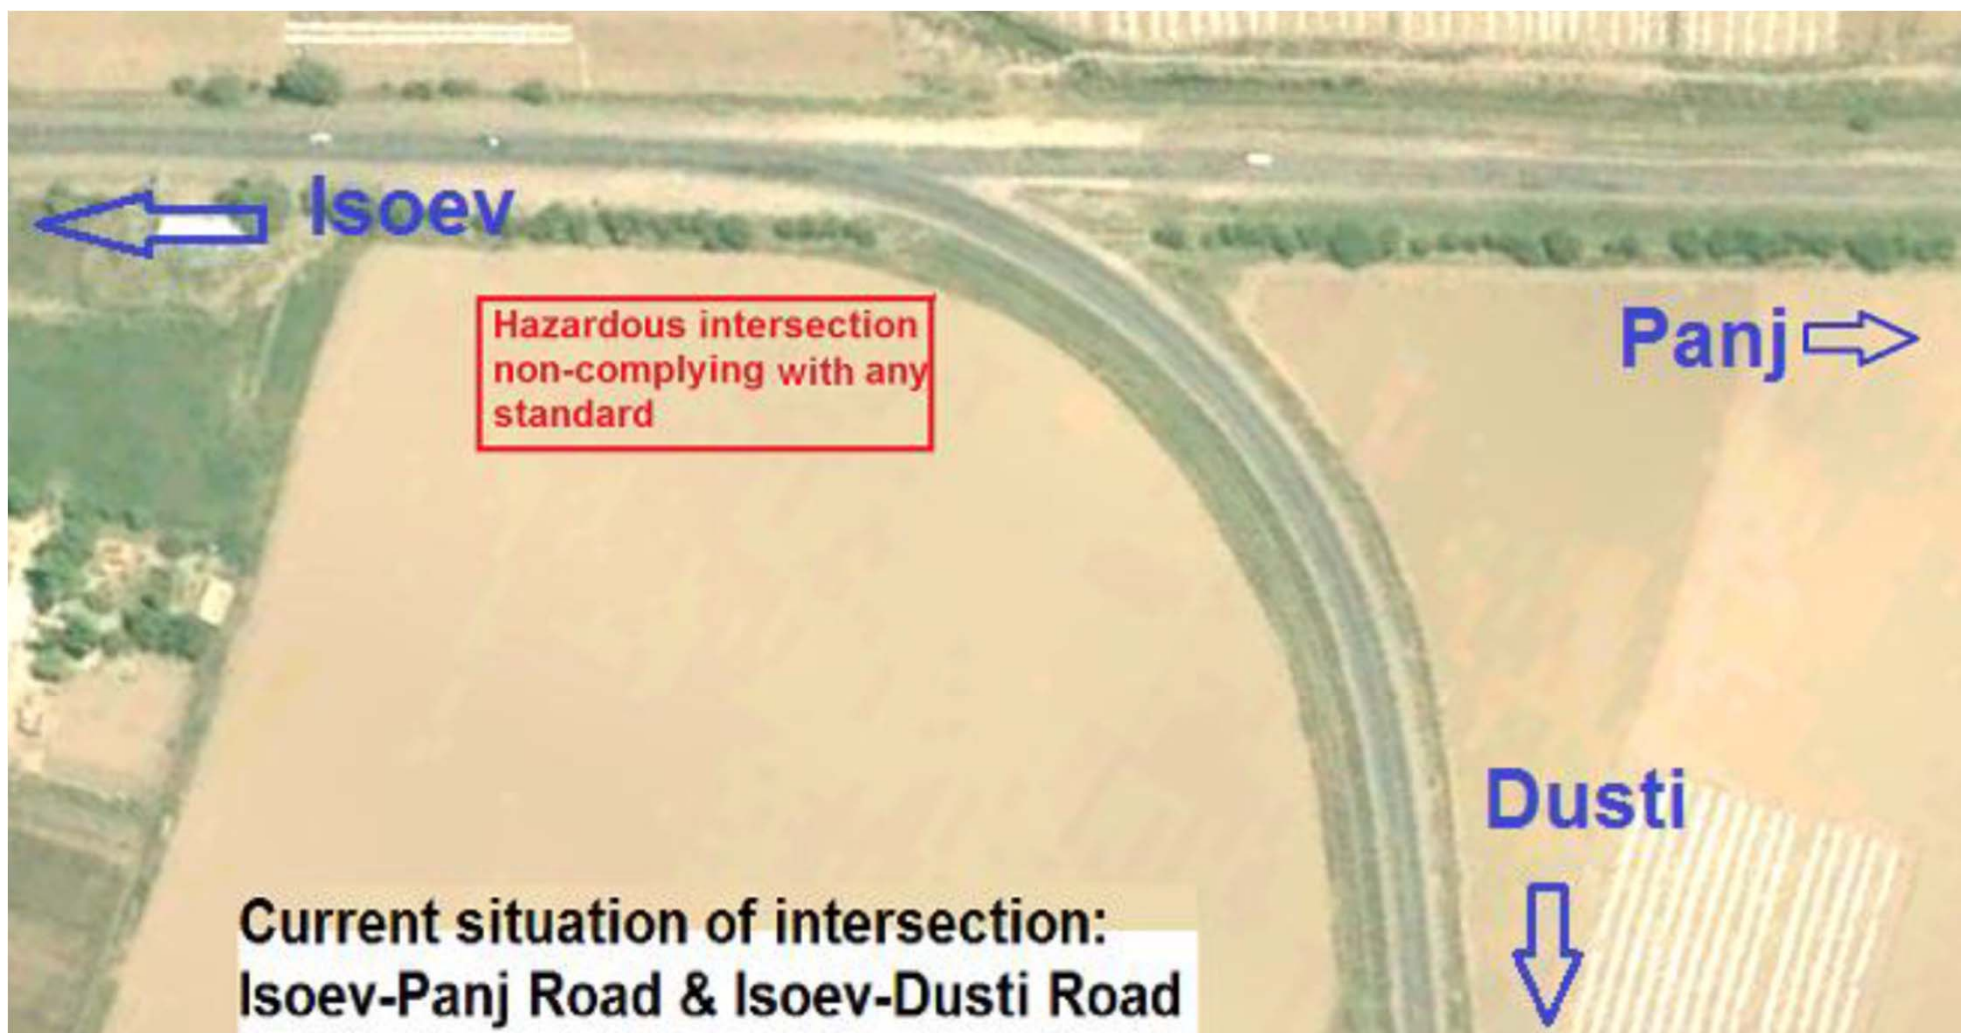 Isoev
Hazardous intersection
non-complying with any
standard
Panj
Dusti
Current situation of intersection:
Isoev-Panj Road & Isoev-Dusti Road